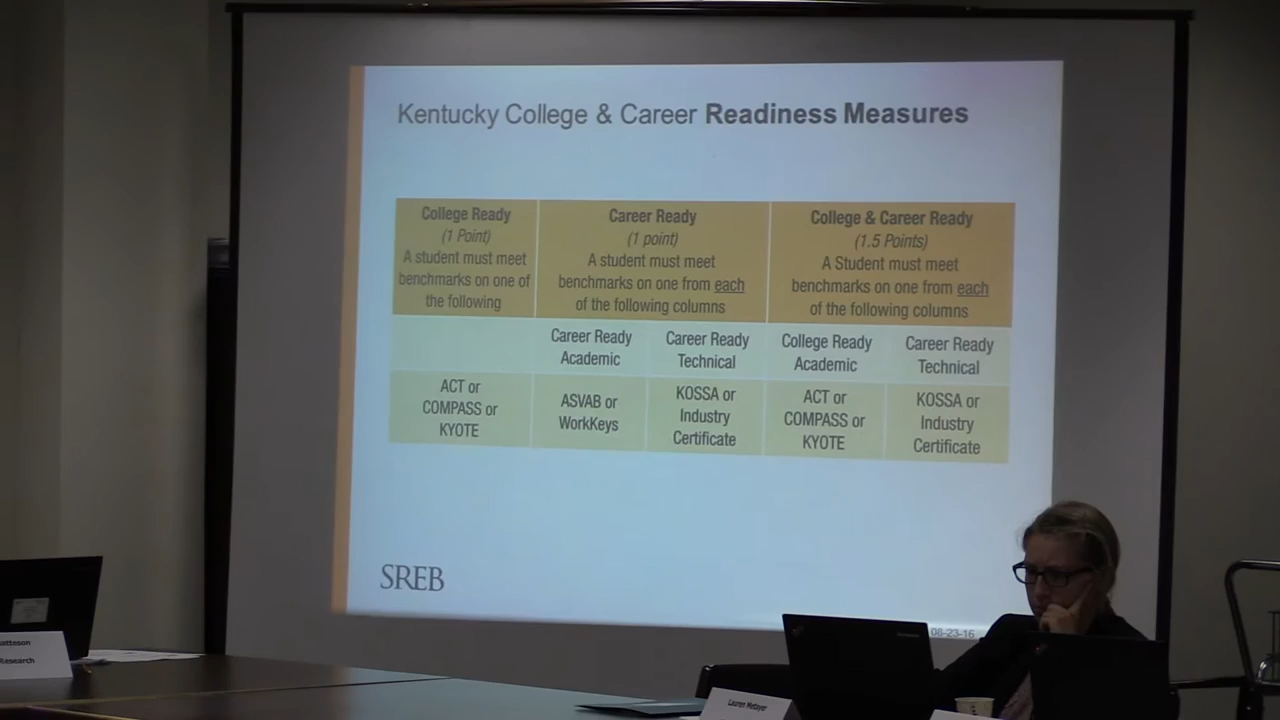 Kentucky College & Career Readiness Measures
College Ready
(1 Point)
A student must meet
benchmarks on one of
the following
Career Ready
(1 point)
A student must meet
benchmarks on one from each
of the following columns
College & Career Ready
(1.5 Points)
A Student must meet
benchmarks on one from each
of the following columns
Career Ready
Academic
Career Ready
Technical
College Ready
Academic
Career Ready
Technical
ACT or
COMPASS or
KYOTE
ASVAB or
WorkKeys
KOSSA or
Industry
Certificate
ACT or
COMPASS or
KYOTE
KOSSA or
Industry
Certificate
SREB
08-23-16
atteson
Research
Lauren Metayer